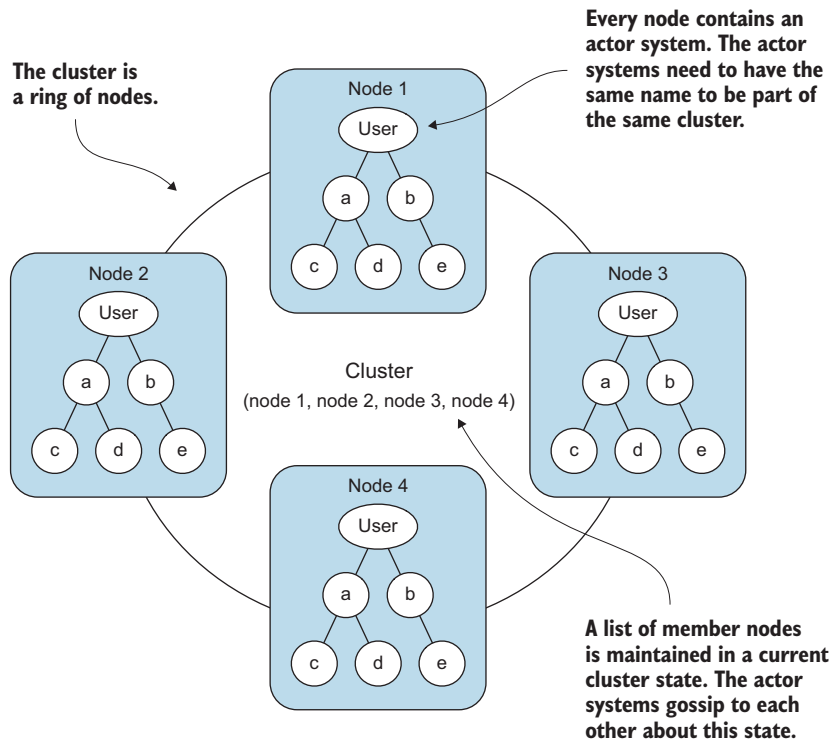 Every node contains an
actor system. The actor
systems need to have the
same name to be part of
the same cluster.
The cluster is
a ring of nodes.
Node 1
User
a b
c d e
Node 2
User
a b
c d e
Node 3
User
a b
c d e
Cluster
(node 1, node 2, node 3, node 4)
Node 4
User
a b
c d e
A list of member nodes
is maintained in a current
cluster state. The actor
systems gossip to each
other about this state.